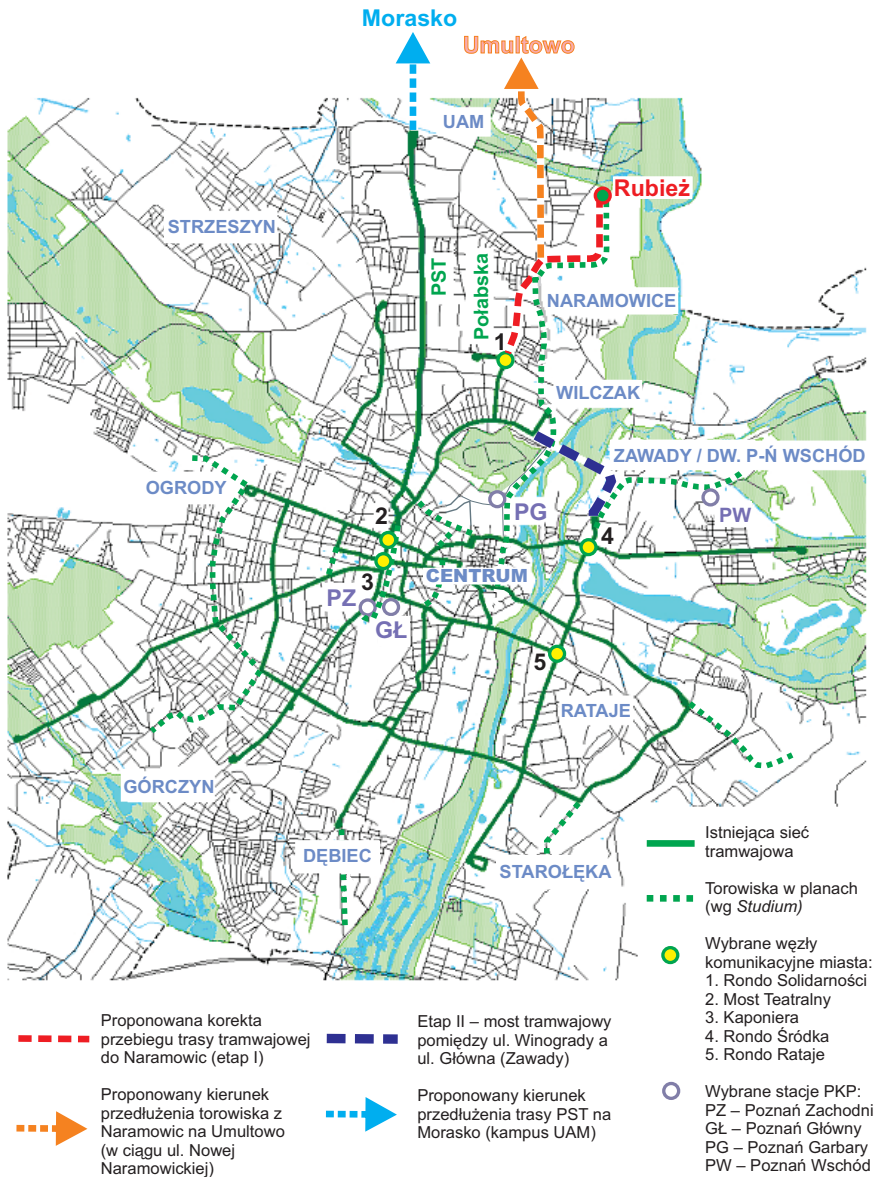 Morasko
Umultowo
UAM
Rubież
STRZESZYN
PST
Połabska
NARAMOWICE
1
WILCZAK
ZAWADY / DW. P-Ń WSCHÓD
OGRODY
PG
PW
2
4
CENTRUM
3
PZ
GŁ
5
RATAJE
GÓRCZYN
DĘBIEC
STAROŁĘKA
Istniejąca sieć
tramwajowa
Torowiska w planach
(wg Studium)
Wybrane węzły
komunikacyjne miasta:
1. Rondo Solidarności
2. Most Teatralny
3. Kaponiera
4. Rondo Śródka
5. Rondo Rataje
Wybrane stacje PKP:
PZ – Poznań Zachodni
GŁ – Poznań Główny
PG – Poznań Garbary
PW – Poznań Wschód
Proponowana korekta
przebiegu trasy tramwajowej
do Naramowic (etap I)
Etap II – most tramwajowy
pomiędzy ul. Winogrady a
ul. Główna (Zawady)
Proponowany kierunek
przedłużenia torowiska z
Naramowic na Umultowo
(w ciągu ul. Nowej
Naramowickiej)
Proponowany kierunek
przedłużenia trasy PST na
Morasko (kampus UAM)